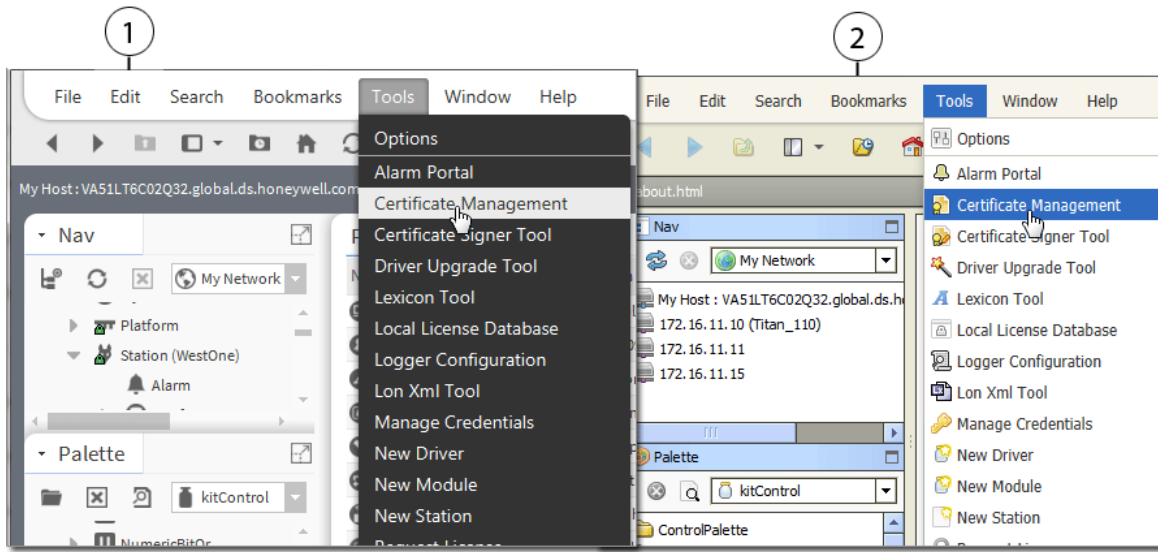 1
File Edit Search Bookmarks Tools Window Help
Options
Alarm Portal
My Host : VA51LT6C02Q32.global.ds.honeywell.com
Certificate Management
Nav
Certificate Signer Tool
My Network
Driver Upgrade Tool
Lexicon Tool
Platform
Local License Database
Station (WestOne)
Logger Configuration
Alarm
Lon Xml Tool
Manage Credentials
Palette
New Driver
kitControl
New Module
New Station
NumericBitOr
Request License
2
File Edit Search Bookmarks Tools Window Help
Options
Alarm Portal
about.html
Certificate Management
Nav
Certificate Signer Tool
My Network
Driver Upgrade Tool
My Host : VA51LT6C02Q32.global.ds.h
Lexicon Tool
172.16.11.10 (Titan_110)
Local License Database
172.16.11.11
Logger Configuration
172.16.11.15
Lon Xml Tool
Manage Credentials
Palette
New Driver
kitControl
New Module
New Station
ControlPalette